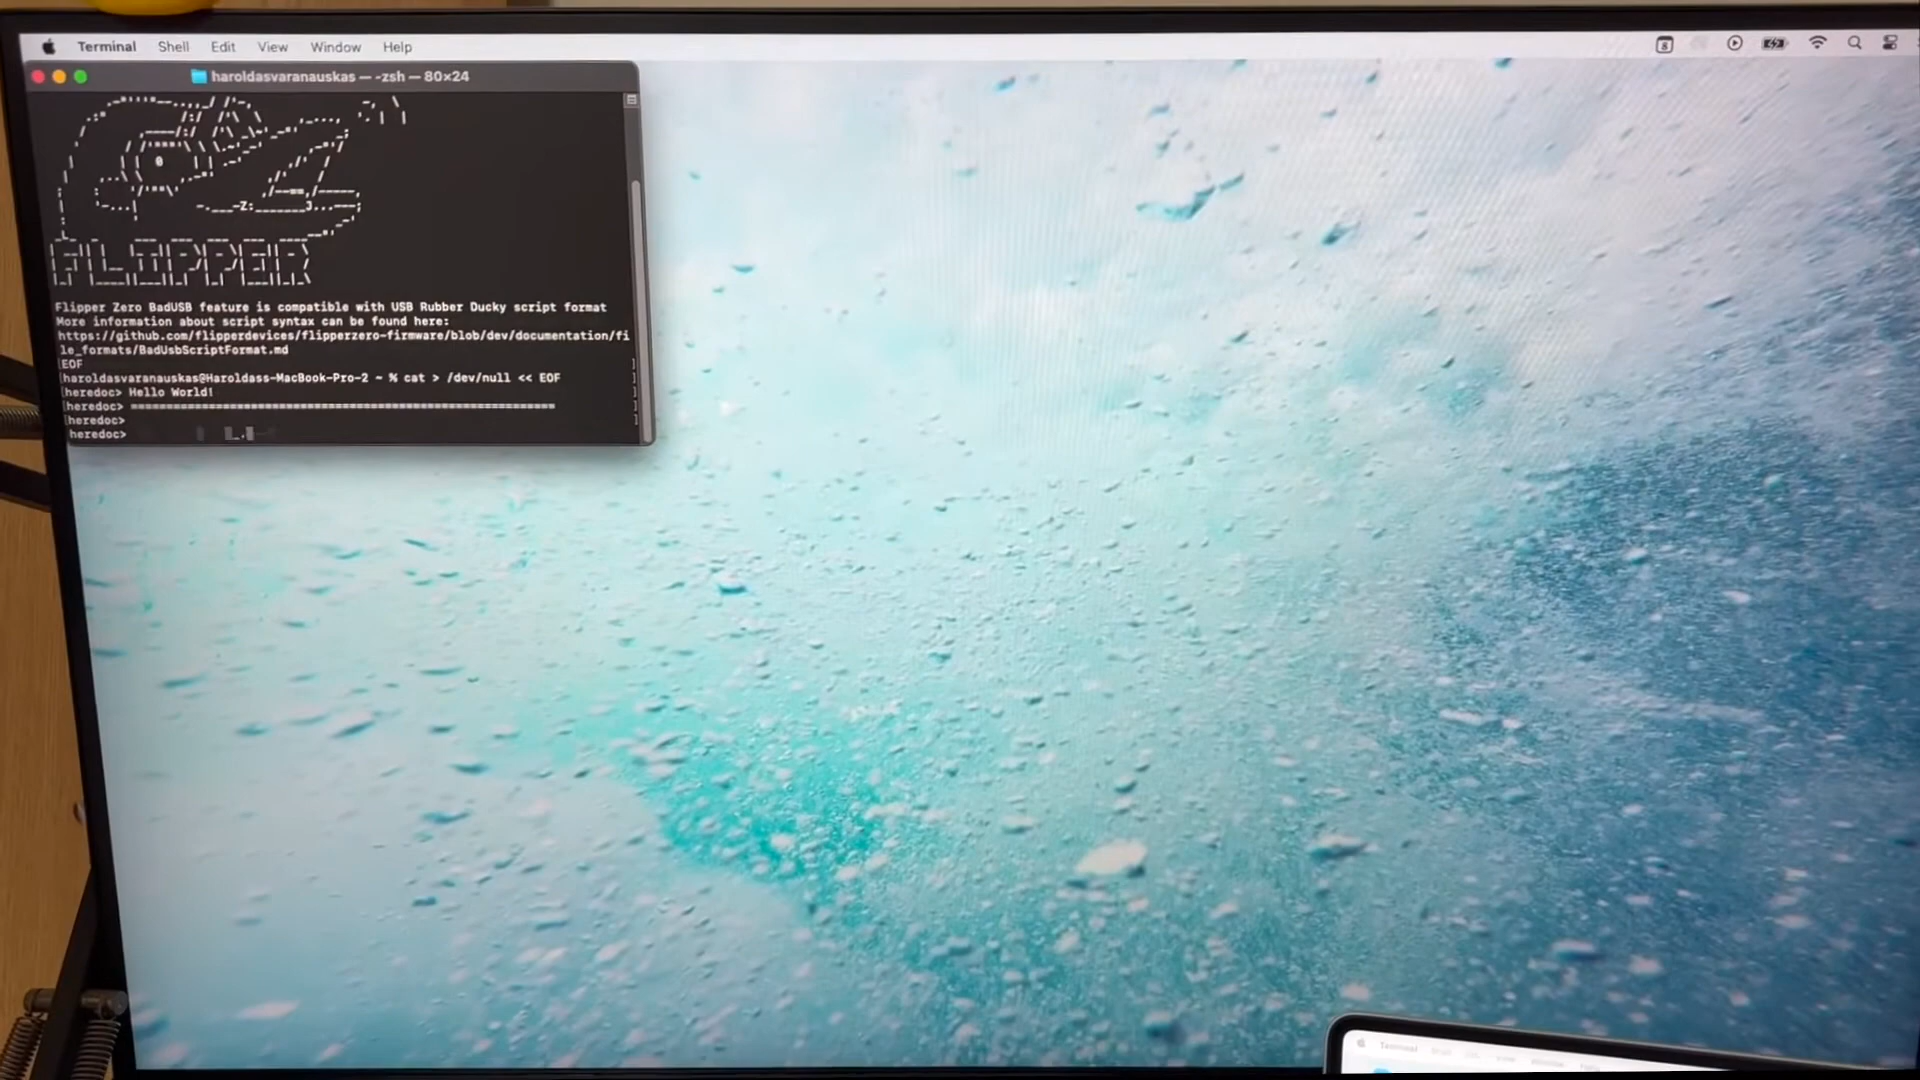 Terminal Shell Edit View Window Help
8
haroldasvaranauskas — -zsh — 80×24
FLIPPER
Flipper Zero BadUSB feature is compatible with USB Rubber Ducky script format
More information about script syntax can be found here:
https://github.com/flipperdevices/flipperzero-firmware/blob/dev/documentation/fi
le_formats/BadUsbScriptFormat.md
EOF
haroldasvaranauskas@Haroldass-MacBook-Pro-2 ~ % cat > /dev/null << EOF
heredoc> Hello World!
heredoc> ========================================================
heredoc>
heredoc>
Terminal